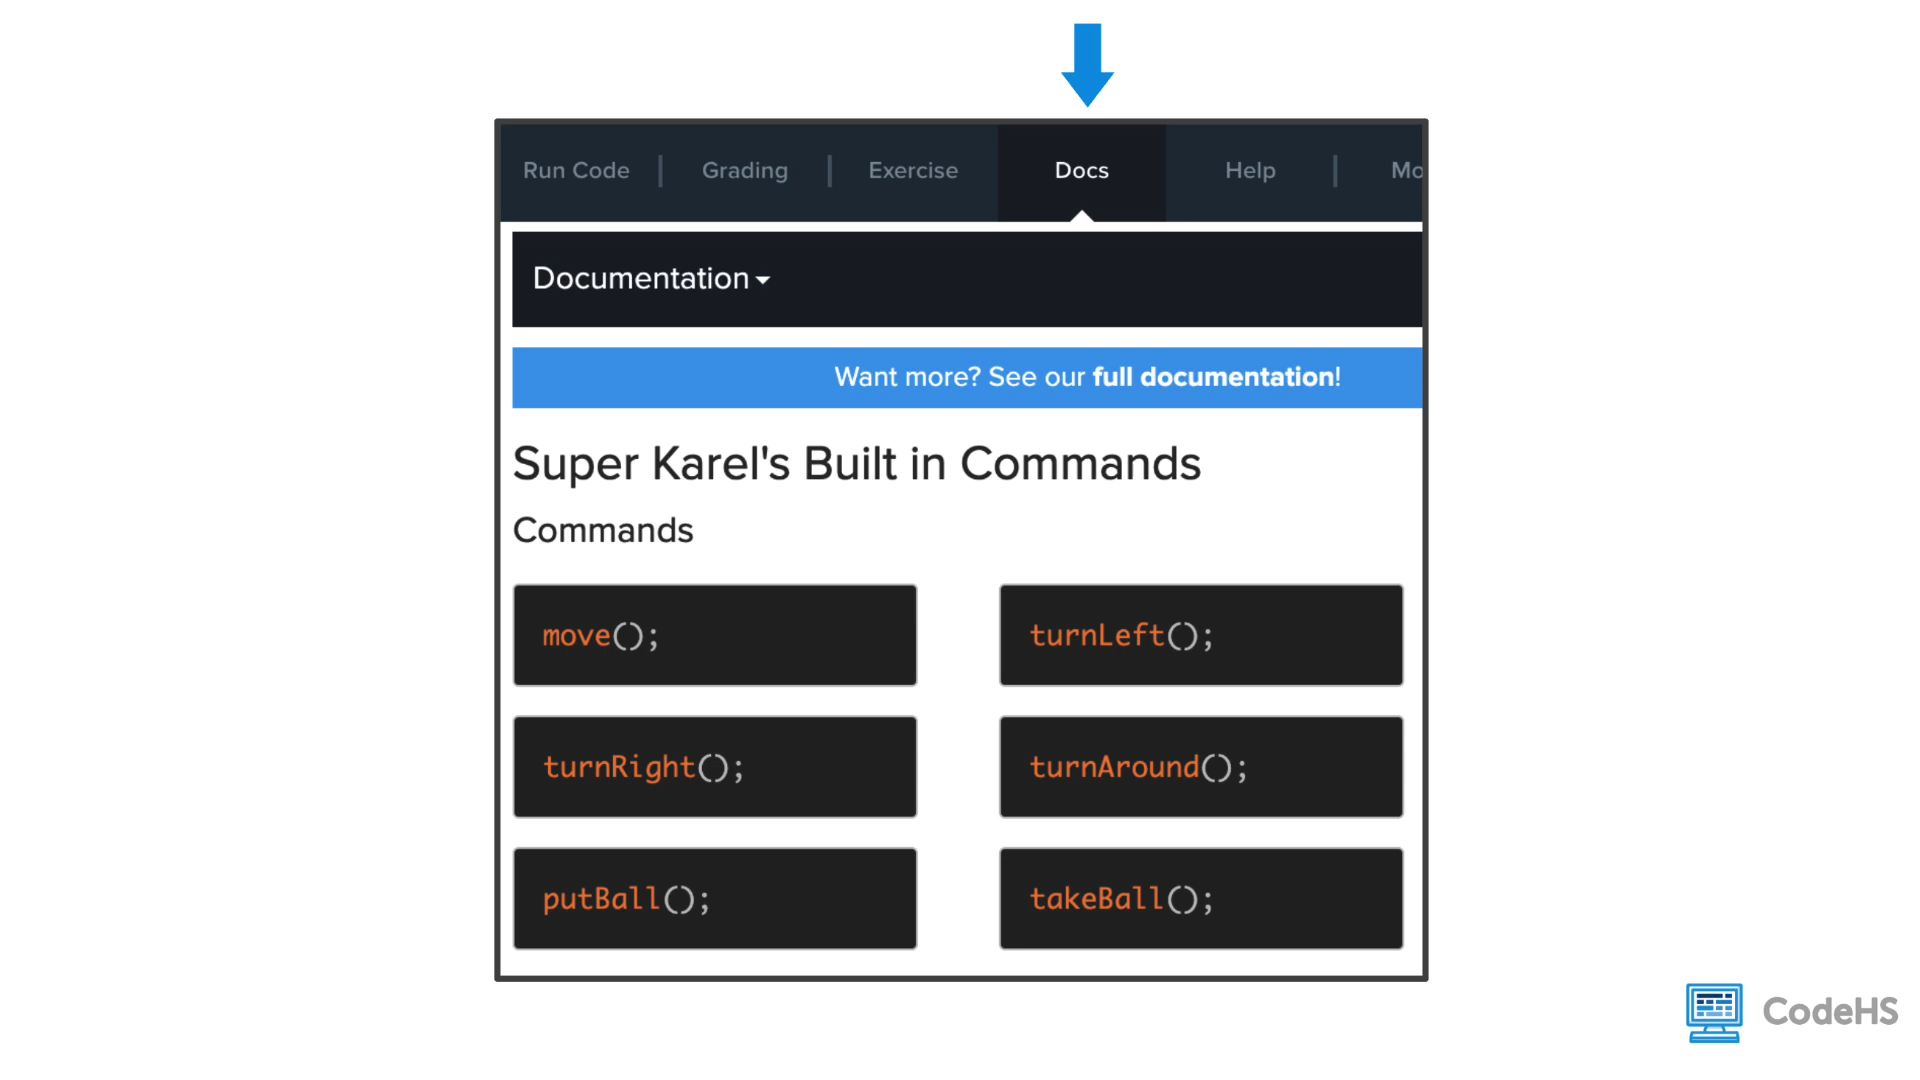 Run Code | Grading | Exercise Docs Help | Mo
Documentation
Want more? See our full documentation!
Super Karel's Built in Commands
Commands
move(); turnLeft();
turnRight(); turnAround();
putBall(); takeBall();
CodeHS